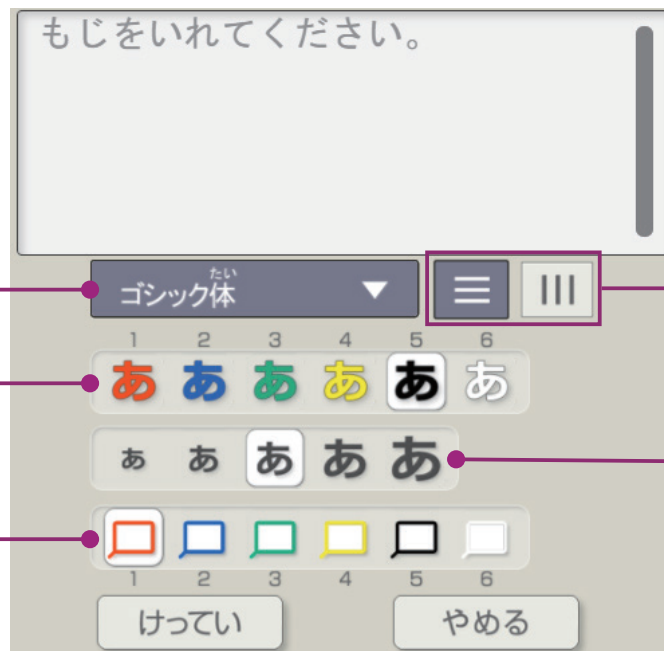 もじをいれてください。
たい
ゴシック体
1 2 3 4 5 6
あ あ あ あ あ あ
あ あ あ あ あ
1 2 3 4 5 6
けってい やめる